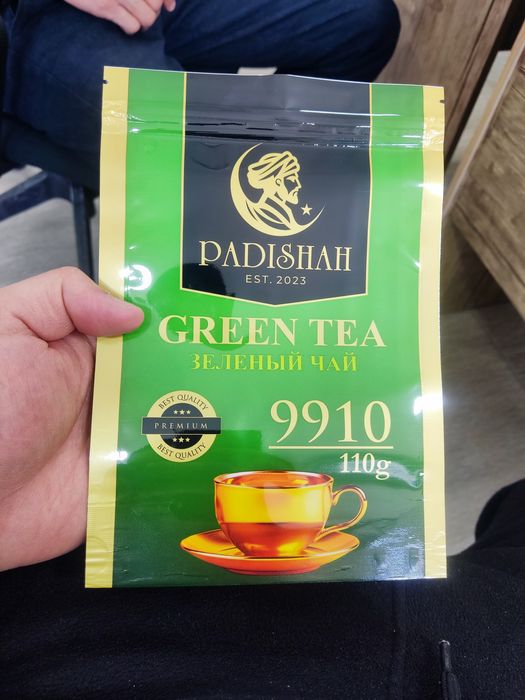 PADISHAH
EST. 2023
GREEN TEA
ЗЕЛЕНЫЙ ЧАЙ
BEST QUALITY
PREMIUM
BEST QUALITY
9910
110g